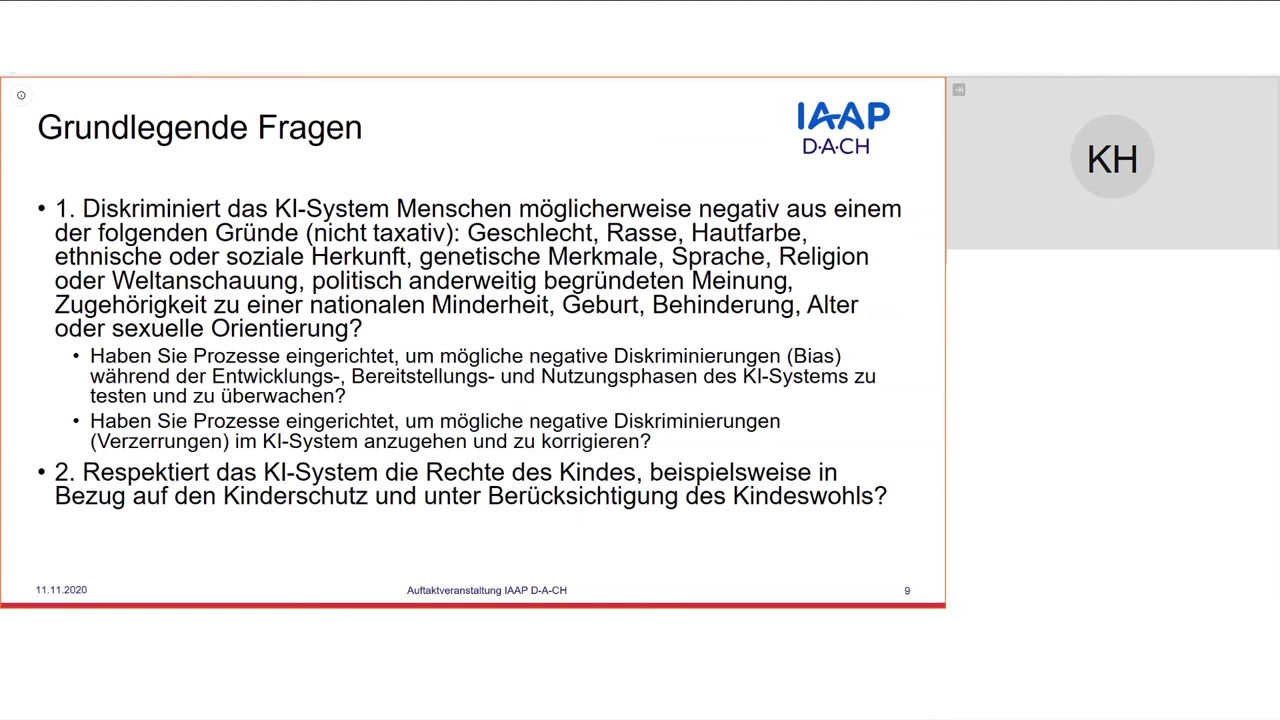 Grundlegende Fragen
IAAP
D·A·CH
• 1. Diskriminiert das KI-System Menschen möglicherweise negativ aus einem
der folgenden Gründe (nicht taxativ): Geschlecht, Rasse, Hautfarbe,
ethnische oder soziale Herkunft, genetische Merkmale, Sprache, Religion
oder Weltanschauung, politisch anderweitig begründeten Meinung,
Zugehörigkeit zu einer nationalen Minderheit, Geburt, Behinderung, Alter
oder sexuelle Orientierung?
• Haben Sie Prozesse eingerichtet, um mögliche negative Diskriminierungen (Bias)
während der Entwicklungs-, Bereitstellungs- und Nutzungsphasen des KI-Systems zu
testen und zu überwachen?
• Haben Sie Prozesse eingerichtet, um mögliche negative Diskriminierungen
(Verzerrungen) im KI-System anzugehen und zu korrigieren?
• 2. Respektiert das KI-System die Rechte des Kindes, beispielsweise in
Bezug auf den Kinderschutz und unter Berücksichtigung des Kindeswohls?
11.11.2020
Auftaktveranstaltung IAAP D-A-CH
9
KH